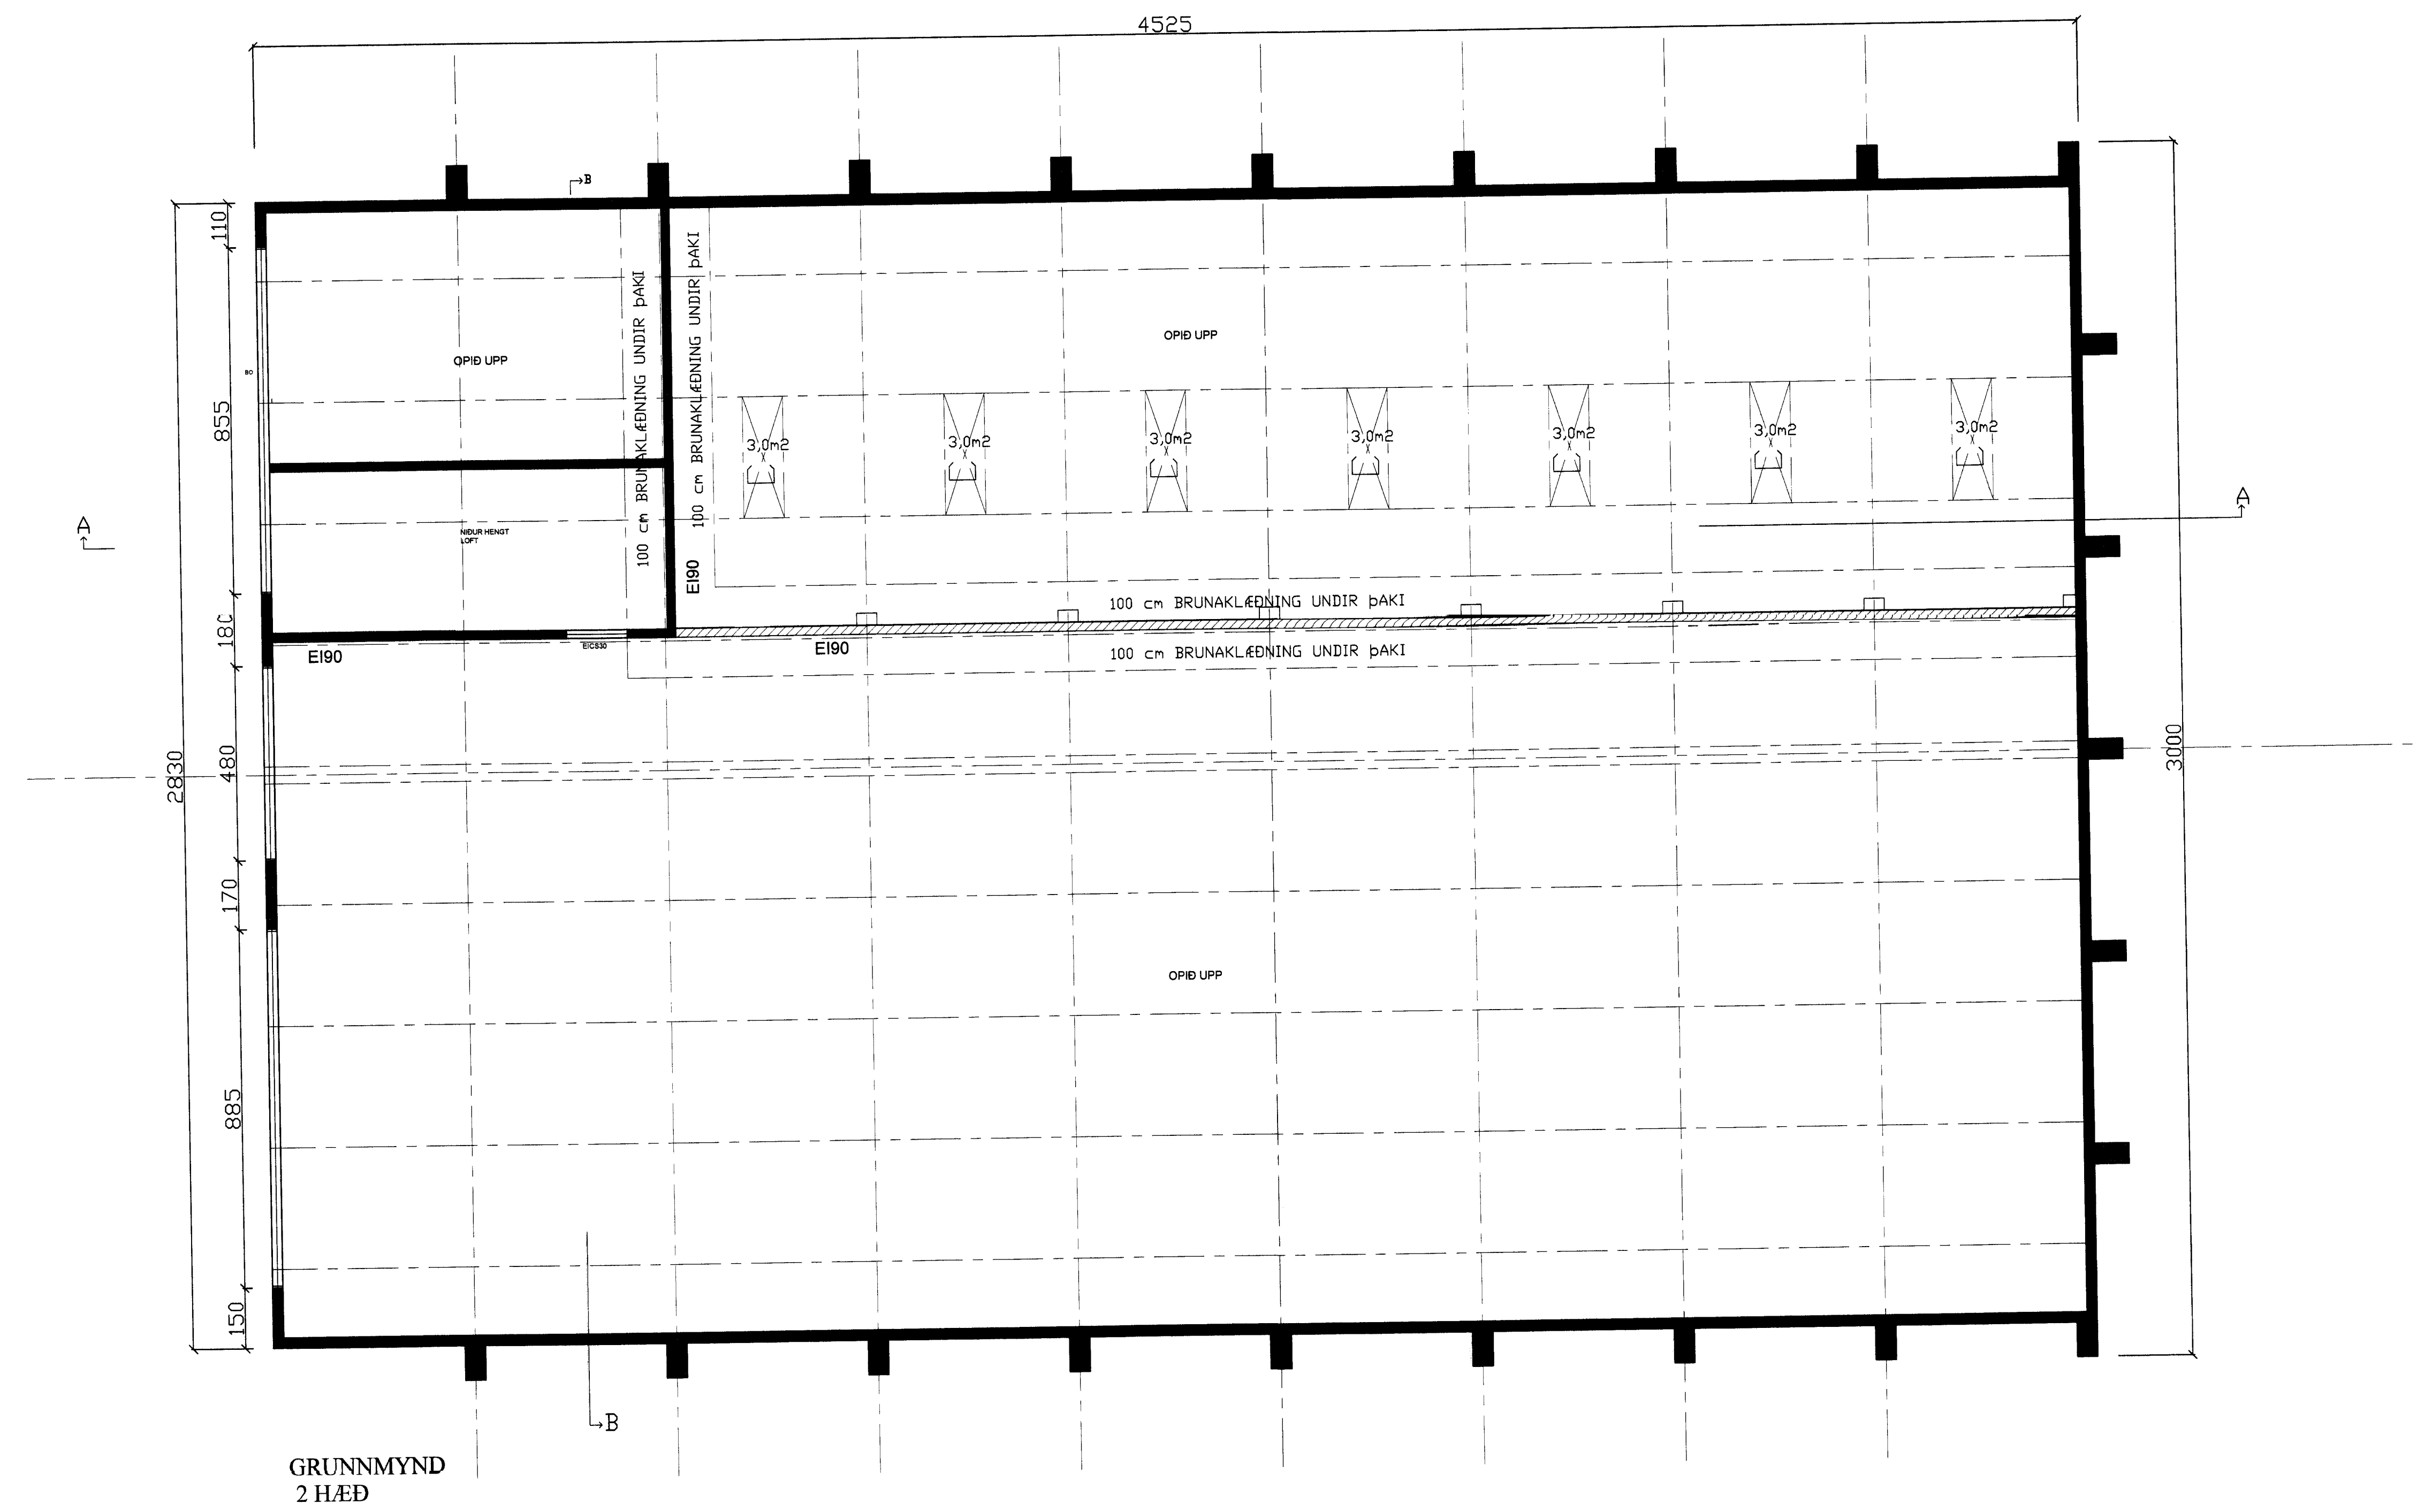 4525
B
110
100 cm BRUNAKLÆÐNING UNDIR ÞAKI
100 cm BRUNAKLÆÐNING UNDIR ÞAKI
OPIÐ UPP
OPIÐ UPP
BO
855
3,0m2
3,0m2
3,0m2
3,0m2
3,0m2
3,0m2
3,0m2
A
A
NIÐUR HENGT
LOFT
EI90
100 cm BRUNAKLÆÐNING UNDIR ÞAKI
180
EI90
EICS30
EI90
100 cm BRUNAKLÆÐNING UNDIR ÞAKI
2830
480
3000
170
OPIÐ UPP
885
150
B
GRUNNMYND
2 HÆÐ